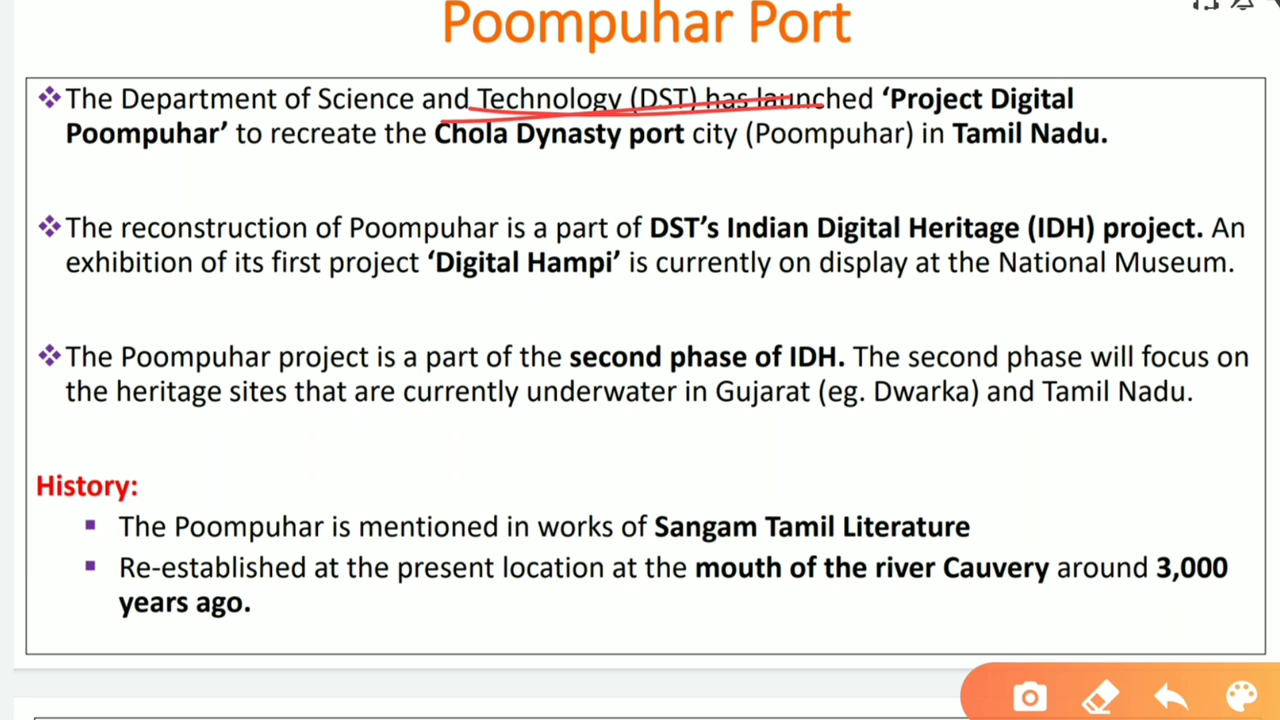 Poompuhar Port
❖ The Department of Science and Technology (DST) has launched ‘Project Digital
Poompuhar’ to recreate the Chola Dynasty port city (Poompuhar) in Tamil Nadu.
❖ The reconstruction of Poompuhar is a part of DST’s Indian Digital Heritage (IDH) project. An
exhibition of its first project ‘Digital Hampi’ is currently on display at the National Museum.
❖ The Poompuhar project is a part of the second phase of IDH. The second phase will focus on
the heritage sites that are currently underwater in Gujarat (eg. Dwarka) and Tamil Nadu.
History:
▪ The Poompuhar is mentioned in works of Sangam Tamil Literature
▪ Re-established at the present location at the mouth of the river Cauvery around 3,000
years ago.